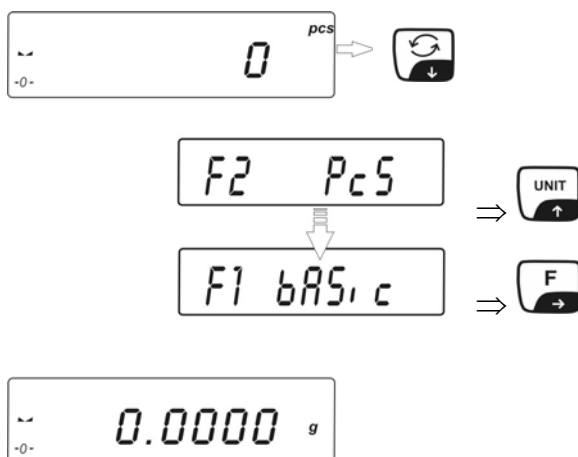 pcs
0
-0-
F2 PcS
UNIT
F1 bASic
F
0.0000 g
-0-